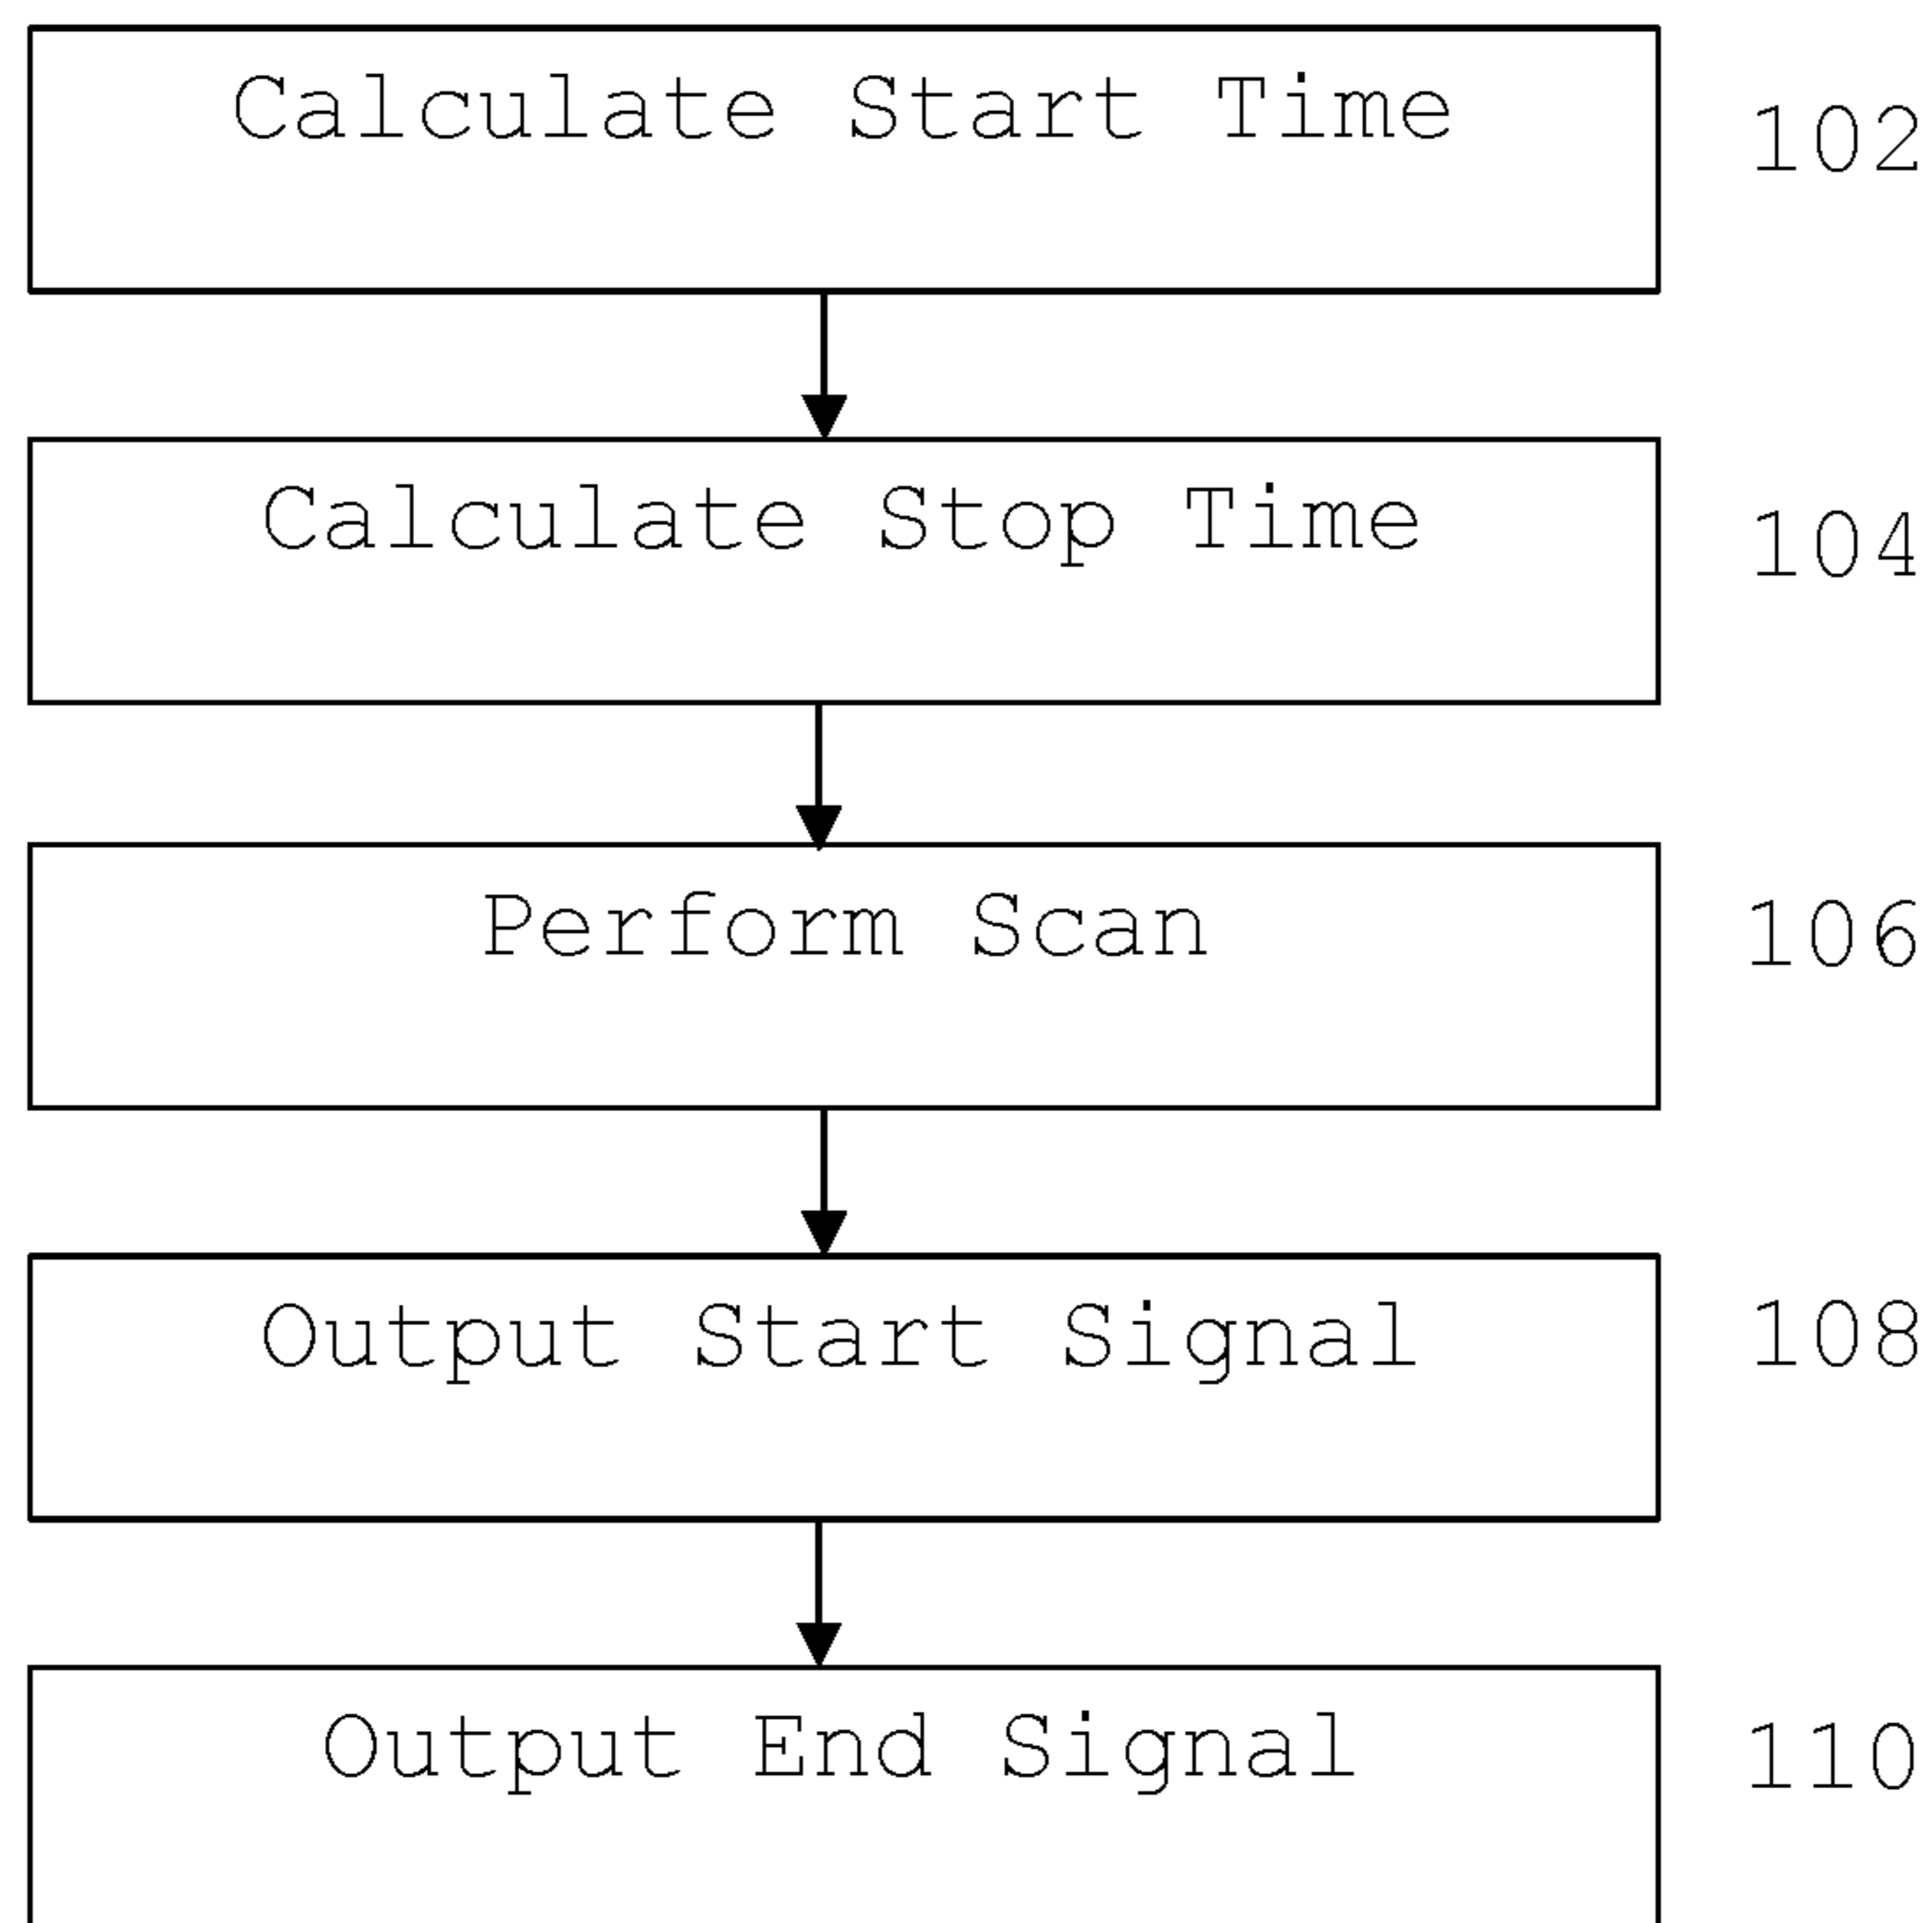 Calculate Start Time
102
Calculate Stop Time
104
Perform Scan
106
Output Start Signal
108
Output End Signal
110